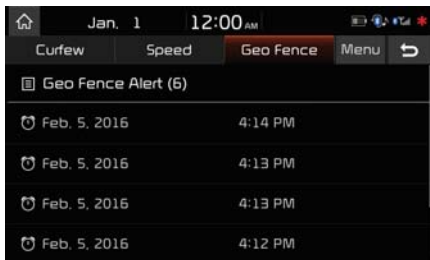 Jan. 1 12:00 AM
Curfew Speed Geo Fence Menu
Geo Fence Alert (6)
Feb. 5, 2016 4:14 PM
Feb. 5, 2016 4:13 PM
Feb. 5, 2016 4:13 PM
Feb. 5, 2016 4:12 PM